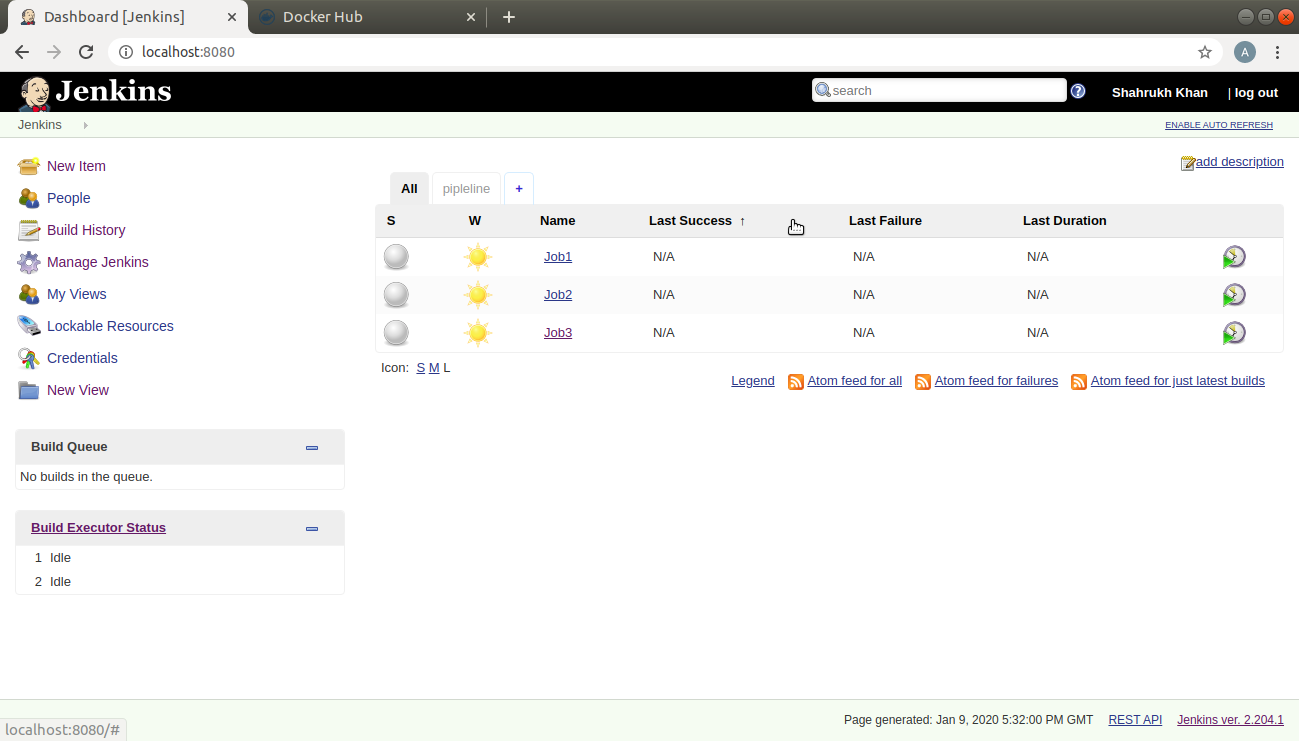 Dashboard [Jenkins]
Docker Hub
localhost:8080
A
Jenkins
search
?
Shahrukh Khan
| log out
Jenkins
ENABLE AUTO REFRESH
New Item
People
Build History
Manage Jenkins
My Views
Lockable Resources
Credentials
New View
Build Queue
No builds in the queue.
Build Executor Status
1 Idle
2 Idle
add description
All pipleline +
S W Name Last Success ↑ Last Failure Last Duration
Job1 N/A N/A N/A
Job2 N/A N/A N/A
Job3 N/A N/A N/A
Icon: S M L
Legend Atom feed for all Atom feed for failures Atom feed for just latest builds
Page generated: Jan 9, 2020 5:32:00 PM GMT REST API Jenkins ver. 2.204.1
localhost:8080/#